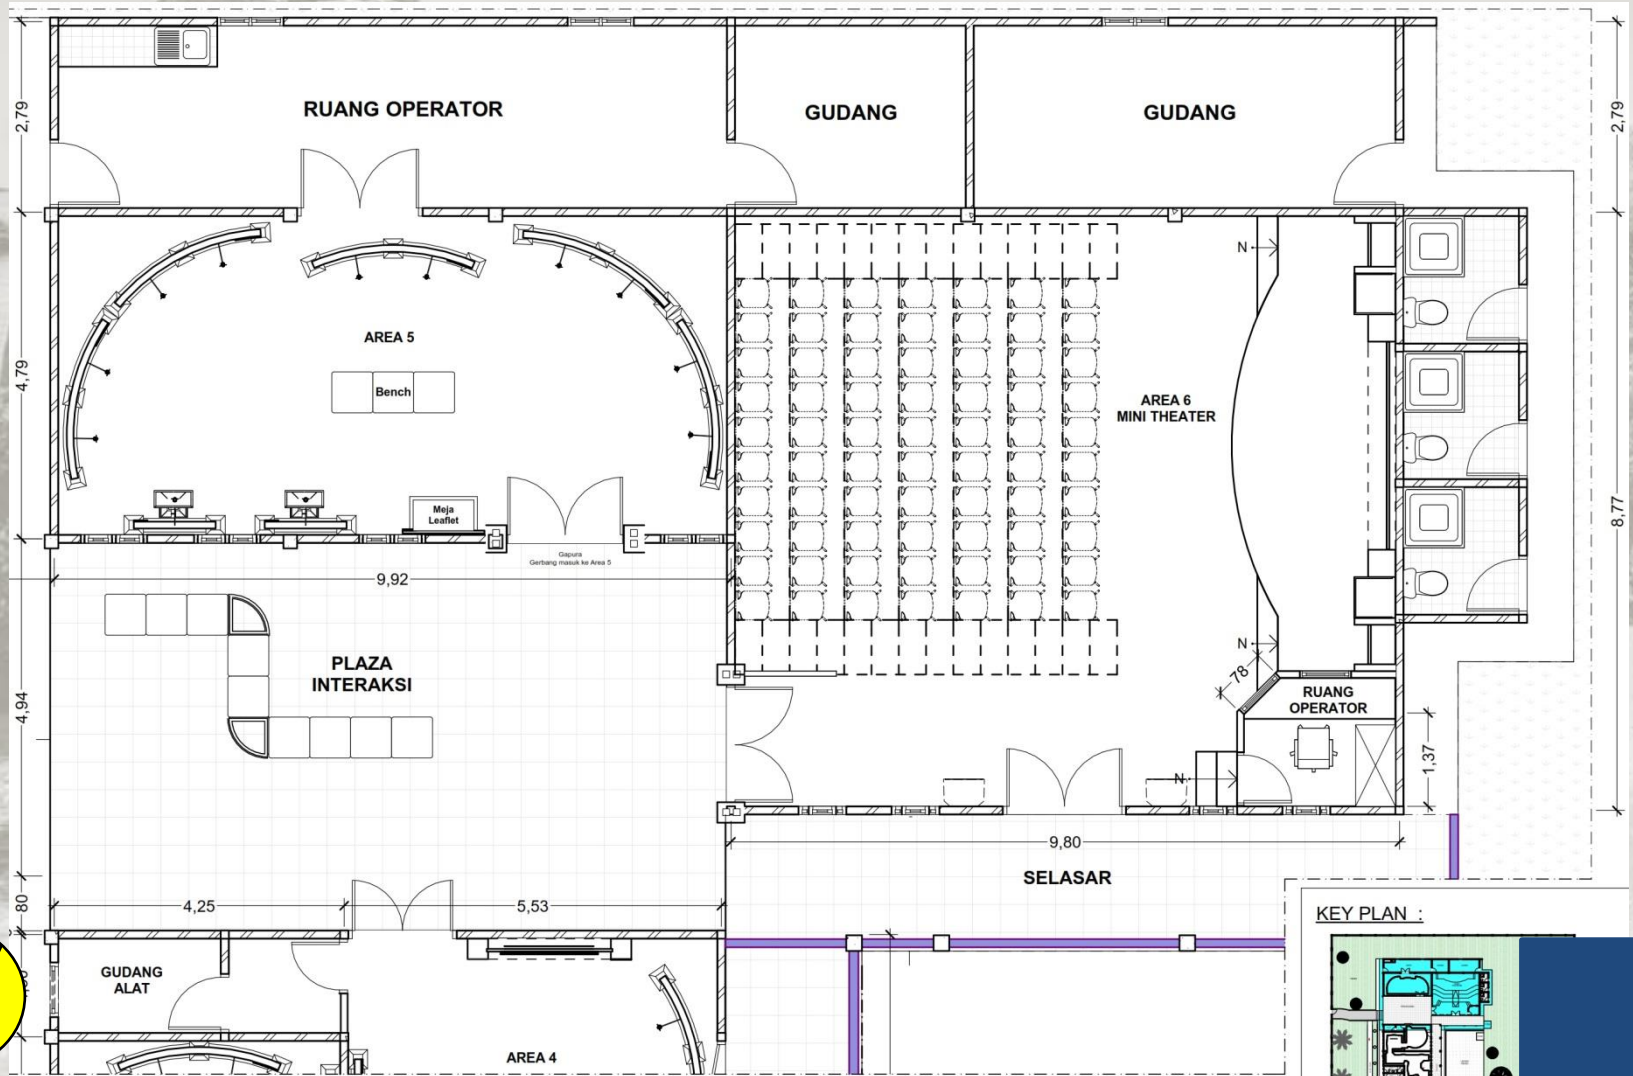 2,79
RUANG OPERATOR
GUDANG
GUDANG
2,79
4,79
AREA 5
Bench
Meja
Leaflet
Gapura
Gerbang masuk ke Area 5
N
AREA 6
MINI THEATER
8,77
9,92
PLAZA
INTERAKSI
4,94
N
78
RUANG
OPERATOR
1,37
N
9,80
SELASAR
80
4,25
5,53
KEY PLAN :
GUDANG
ALAT
AREA 4